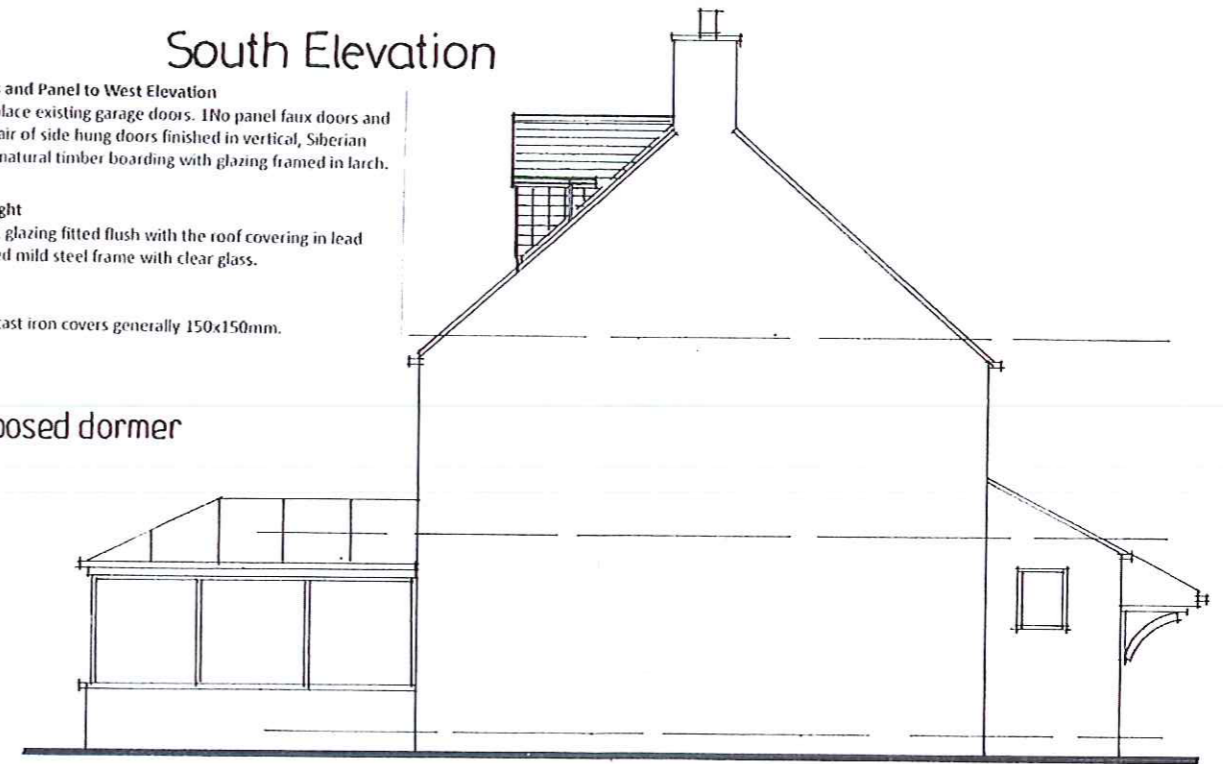 South Elevation
and Panel to West Elevation
lace existing garage doors. 1No panel faux doors and
air of side hung doors finished in vertical, Siberian
natural timber boarding with glazing framed in larch.
ght
glazing fitted flush with the roof covering in lead
ed mild steel frame with clear glass.
cast iron covers generally 150x150mm.
posed dormer